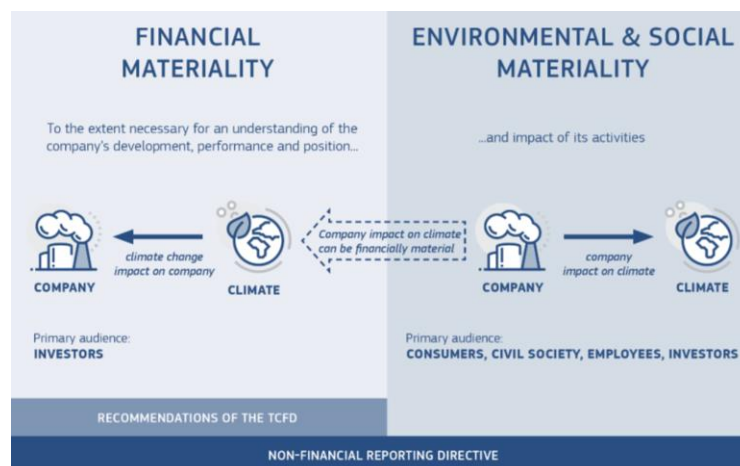 FINANCIAL
MATERIALITY
To the extent necessary for an understanding of the
company's development, performance and position...
climate change
impact on company
COMPANY
CLIMATE
Primary audience:
INVESTORS
RECOMMENDATIONS OF THE TCFD
Company impact on climate
can be financially material
ENVIRONMENTAL & SOCIAL
MATERIALITY
...and impact of its activities
company
impact on climate
COMPANY
CLIMATE
Primary audience:
CONSUMERS, CIVIL SOCIETY, EMPLOYEES, INVESTORS
NON-FINANCIAL REPORTING DIRECTIVE